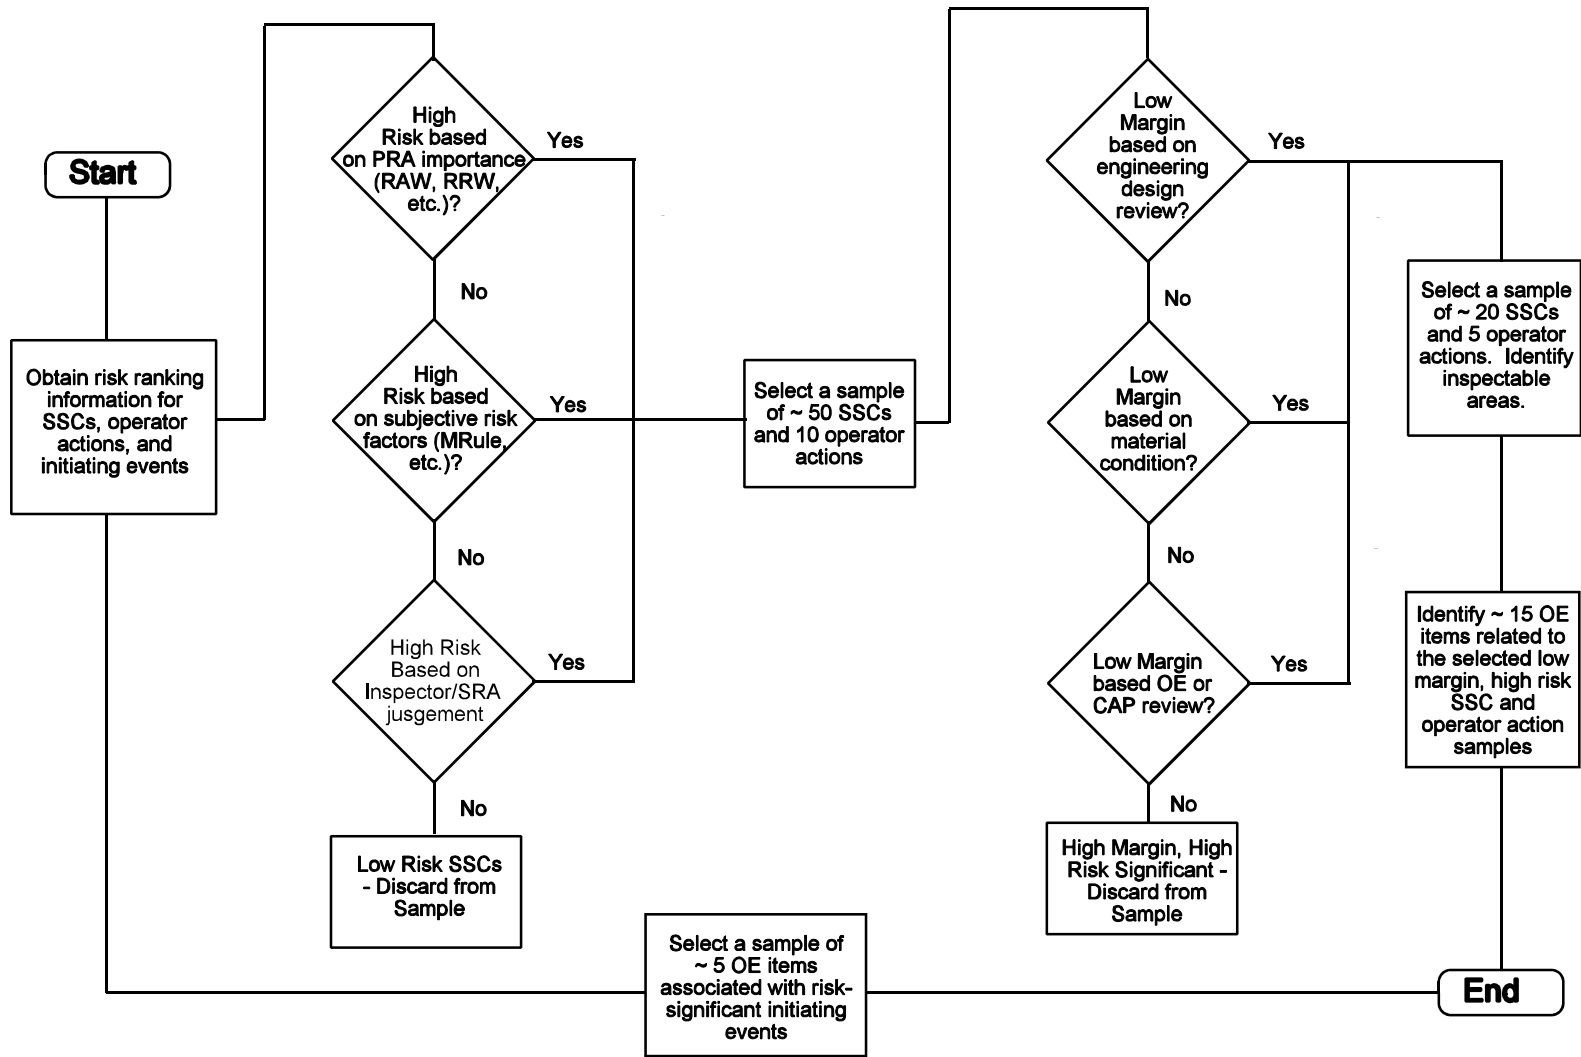 Start
Obtain risk ranking
information for
SSCs, operator
actions, and
initiating events
High
Risk based
on PRA importance
(RAW, RRW,
etc.)?
Yes
No
High
Risk based
on subjective risk
factors (MRule,
etc.)?
Yes
No
High Risk
Based on
Inspector/SRA
jusgement
Yes
No
Low Risk SSCs
- Discard from
Sample
Select a sample
of ~ 50 SSCs
and 10 operator
actions
Low
Margin
based on
engineering
design
review?
Yes
No
Low
Margin
based on
material
condition?
Yes
No
Low Margin
based OE or
CAP review?
Yes
No
High Margin, High
Risk Significant -
Discard from
Sample
Select a sample
of ~ 20 SSCs
and 5 operator
actions. Identify
inspectable
areas.
Identify ~ 15 OE
items related to
the selected low
margin, high risk
SSC and
operator action
samples
Select a sample of
~ 5 OE items
associated with risk-
significant initiating
events
End